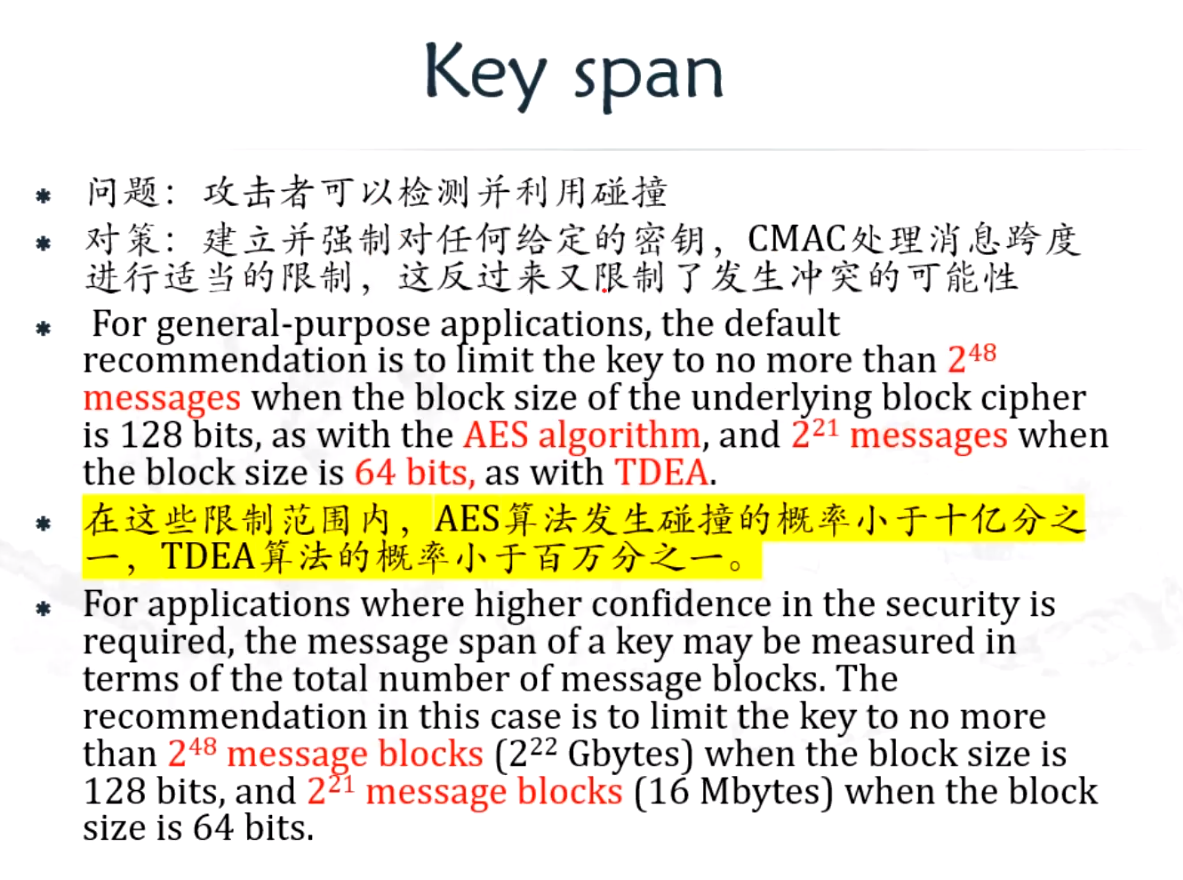 Key span
* 问题：攻击者可以检测并利用碰撞
* 对策：建立并强制对任何给定的密钥，CMAC处理消息跨度
进行适当的限制，这反过来又限制了发生冲突的可能性
* For general-purpose applications, the default
recommendation is to limit the key to no more than 2⁴⁸
messages when the block size of the underlying block cipher
is 128 bits, as with the AES algorithm, and 2²¹ messages when
the block size is 64 bits, as with TDEA.
* 在这些限制范围内，AES算法发生碰撞的概率小于十亿分之
一，TDEA算法的概率小于百万分之一。
* For applications where higher confidence in the security is
required, the message span of a key may be measured in
terms of the total number of message blocks. The
recommendation in this case is to limit the key to no more
than 2⁴⁸ message blocks (2²² Gbytes) when the block size is
128 bits, and 2²¹ message blocks (16 Mbytes) when the block
size is 64 bits.